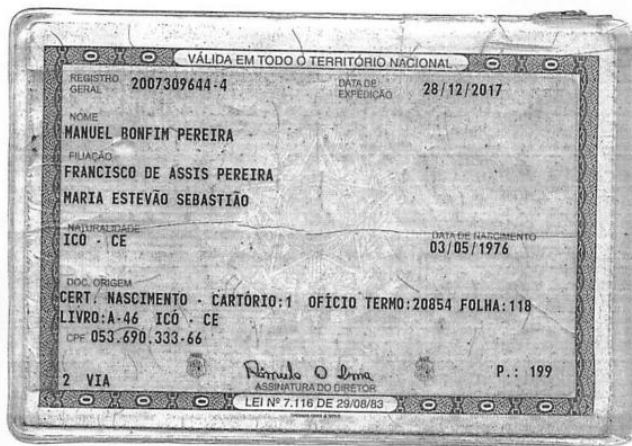 VÁLIDA EM TODO O TERRITÓRIO NACIONAL
REGISTRO GERAL 2007309644-4 DATA DE EXPEDIÇÃO 28/12/2017
NOME
MANUEL BONFIM PEREIRA
FILIAÇÃO
FRANCISCO DE ASSIS PEREIRA
MARIA ESTEVÃO SEBASTIÃO
NATURALIDADE DATA DE NASCIMENTO
ICÓ - CE 03/05/1976
DOC. ORIGEM
CERT. NASCIMENTO - CARTÓRIO:1 OFÍCIO TERMO:20854 FOLHA:118
LIVRO:A-46 ICÓ - CE
CPF 053.690.333-66
2 VIA P.: 199
ASSINATURA DO DIRETOR
LEI Nº 7.116 DE 29/08/83